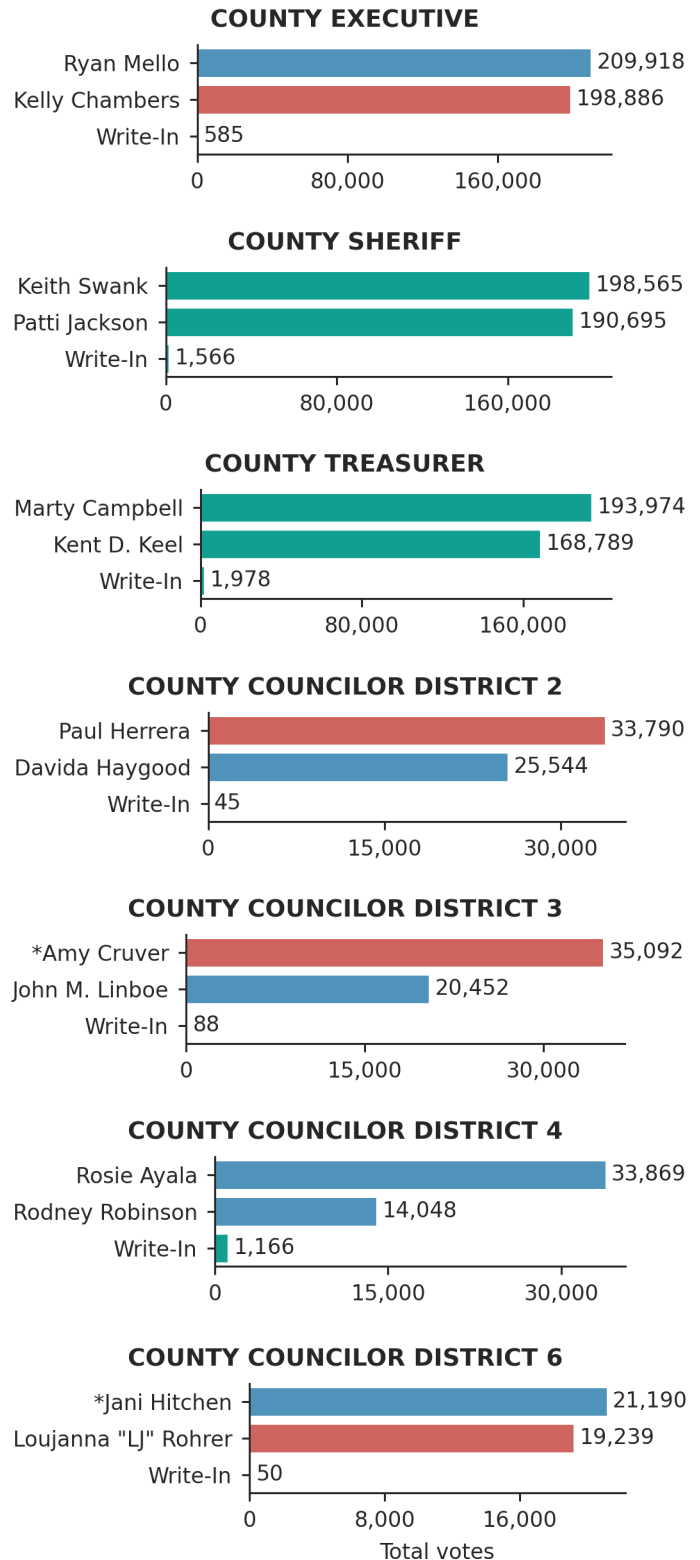 COUNTY EXECUTIVE
Ryan Mello 209,918
Kelly Chambers 198,886
Write-In 585
0 80,000 160,000
COUNTY SHERIFF
Keith Swank 198,565
Patti Jackson 190,695
Write-In 1,566
0 80,000 160,000
COUNTY TREASURER
Marty Campbell 193,974
Kent D. Keel 168,789
Write-In 1,978
0 80,000 160,000
COUNTY COUNCILOR DISTRICT 2
Paul Herrera 33,790
Davida Haygood 25,544
Write-In 45
0 15,000 30,000
COUNTY COUNCILOR DISTRICT 3
*Amy Cruver 35,092
John M. Linboe 20,452
Write-In 88
0 15,000 30,000
COUNTY COUNCILOR DISTRICT 4
Rosie Ayala 33,869
Rodney Robinson 14,048
Write-In 1,166
0 15,000 30,000
COUNTY COUNCILOR DISTRICT 6
*Jani Hitchen 21,190
Loujanna "LJ" Rohrer 19,239
Write-In 50
0 8,000 16,000
Total votes